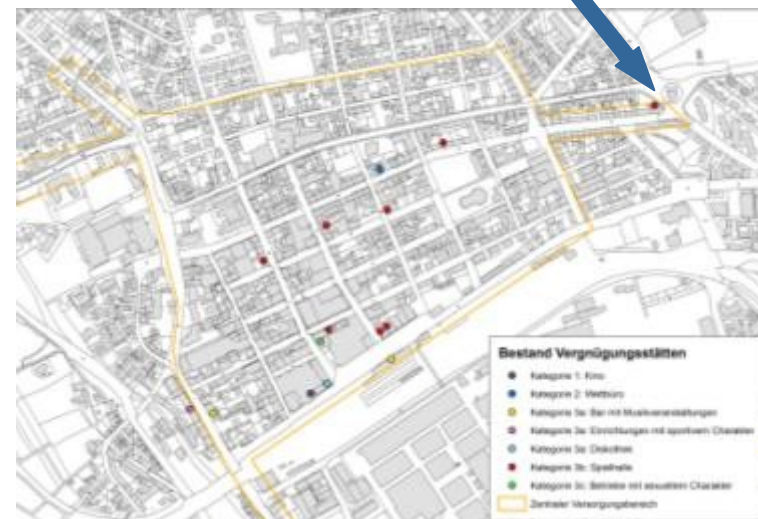 Bestand Vergnügungsstätten
Kategorie 1: Kino
Kategorie 2: Wettbüro
Kategorie 3a: Bar mit Musikveranstaltungen
Kategorie 3a: Einrichtungen mit sportivem Charakter
Kategorie 3a: Diskothek
Kategorie 3b: Spielhalle
Kategorie 3c: Betriebe mit sexuellem Charakter
Zentraler Versorgungsbereich